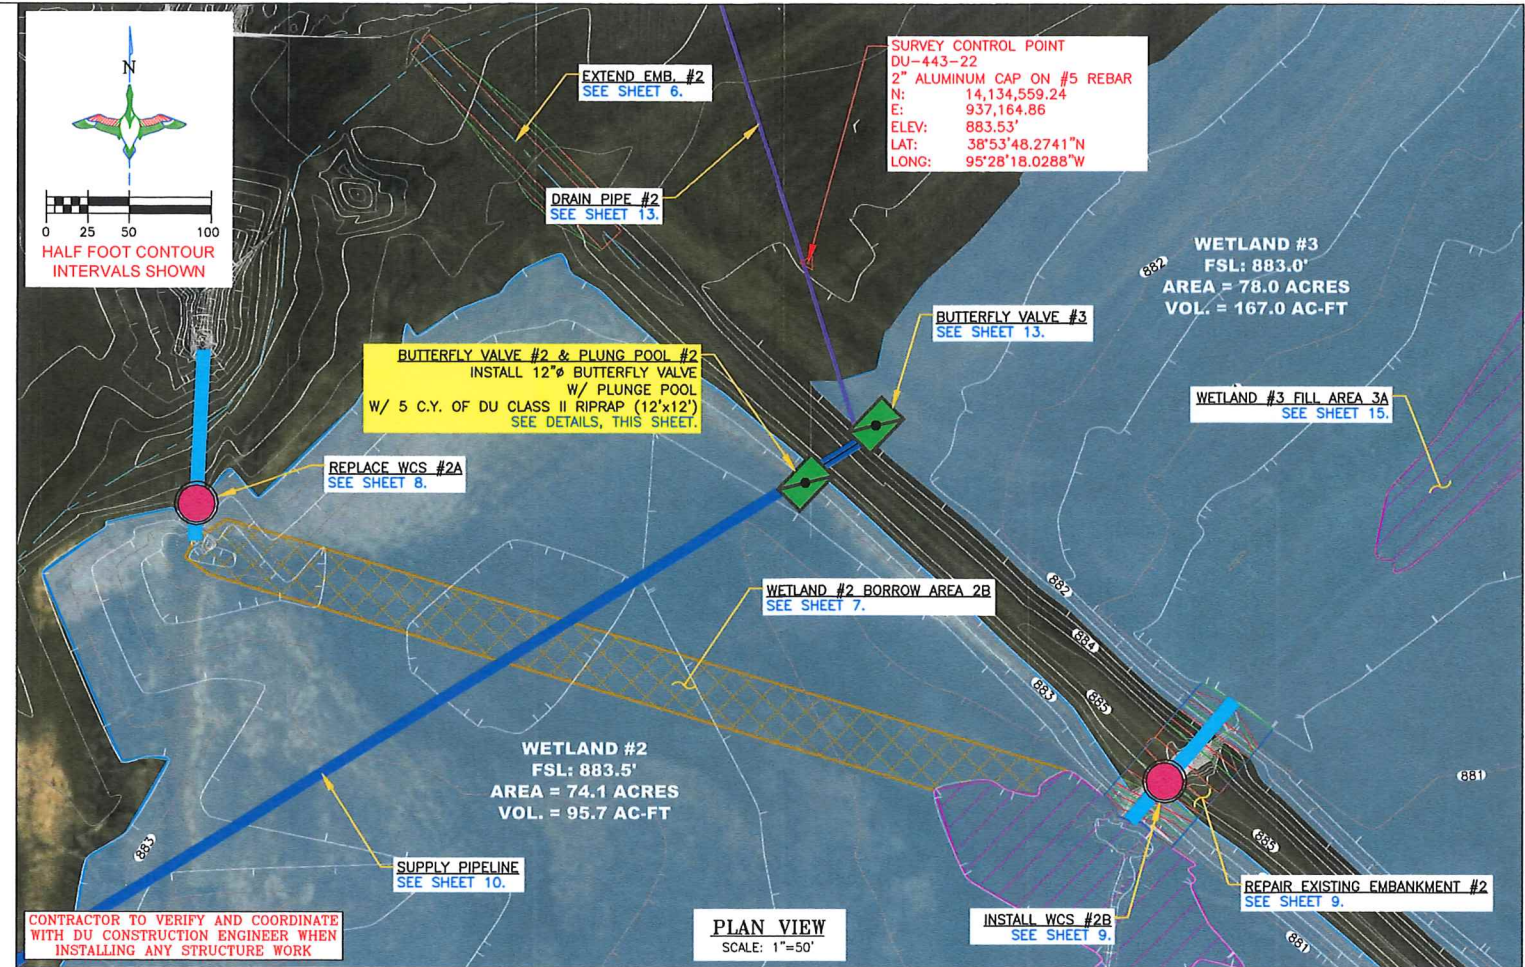 N
0 25 50 100
HALF FOOT CONTOUR
INTERVALS SHOWN
EXTEND EMB. #2
SEE SHEET 6.
SURVEY CONTROL POINT
DU-443-22
2" ALUMINUM CAP ON #5 REBAR
N: 14,134,559.24
E: 937,164.86
ELEV: 883.53'
LAT: 38°53'48.2741"N
LONG: 95°28'18.0288"W
DRAIN PIPE #2
SEE SHEET 13.
WETLAND #3
FSL: 883.0'
AREA = 78.0 ACRES
VOL. = 167.0 AC-FT
882
BUTTERFLY VALVE #3
SEE SHEET 13.
BUTTERFLY VALVE #2 & PLUNG POOL #2
INSTALL 12"ø BUTTERFLY VALVE
W/ PLUNGE POOL
W/ 5 C.Y. OF DU CLASS II RIPRAP (12'x12')
SEE DETAILS, THIS SHEET.
WETLAND #3 FILL AREA 3A
SEE SHEET 15.
REPLACE WCS #2A
SEE SHEET 8.
WETLAND #2 BORROW AREA 2B
SEE SHEET 7.
882
884
883
885
WETLAND #2
FSL: 883.5'
AREA = 74.1 ACRES
VOL. = 95.7 AC-FT
881
883
885
SUPPLY PIPELINE
SEE SHEET 10.
REPAIR EXISTING EMBANKMENT #2
SEE SHEET 9.
INSTALL WCS #2B
SEE SHEET 9.
881
CONTRACTOR TO VERIFY AND COORDINATE
WITH DU CONSTRUCTION ENGINEER WHEN
INSTALLING ANY STRUCTURE WORK
PLAN VIEW
SCALE: 1"=50'